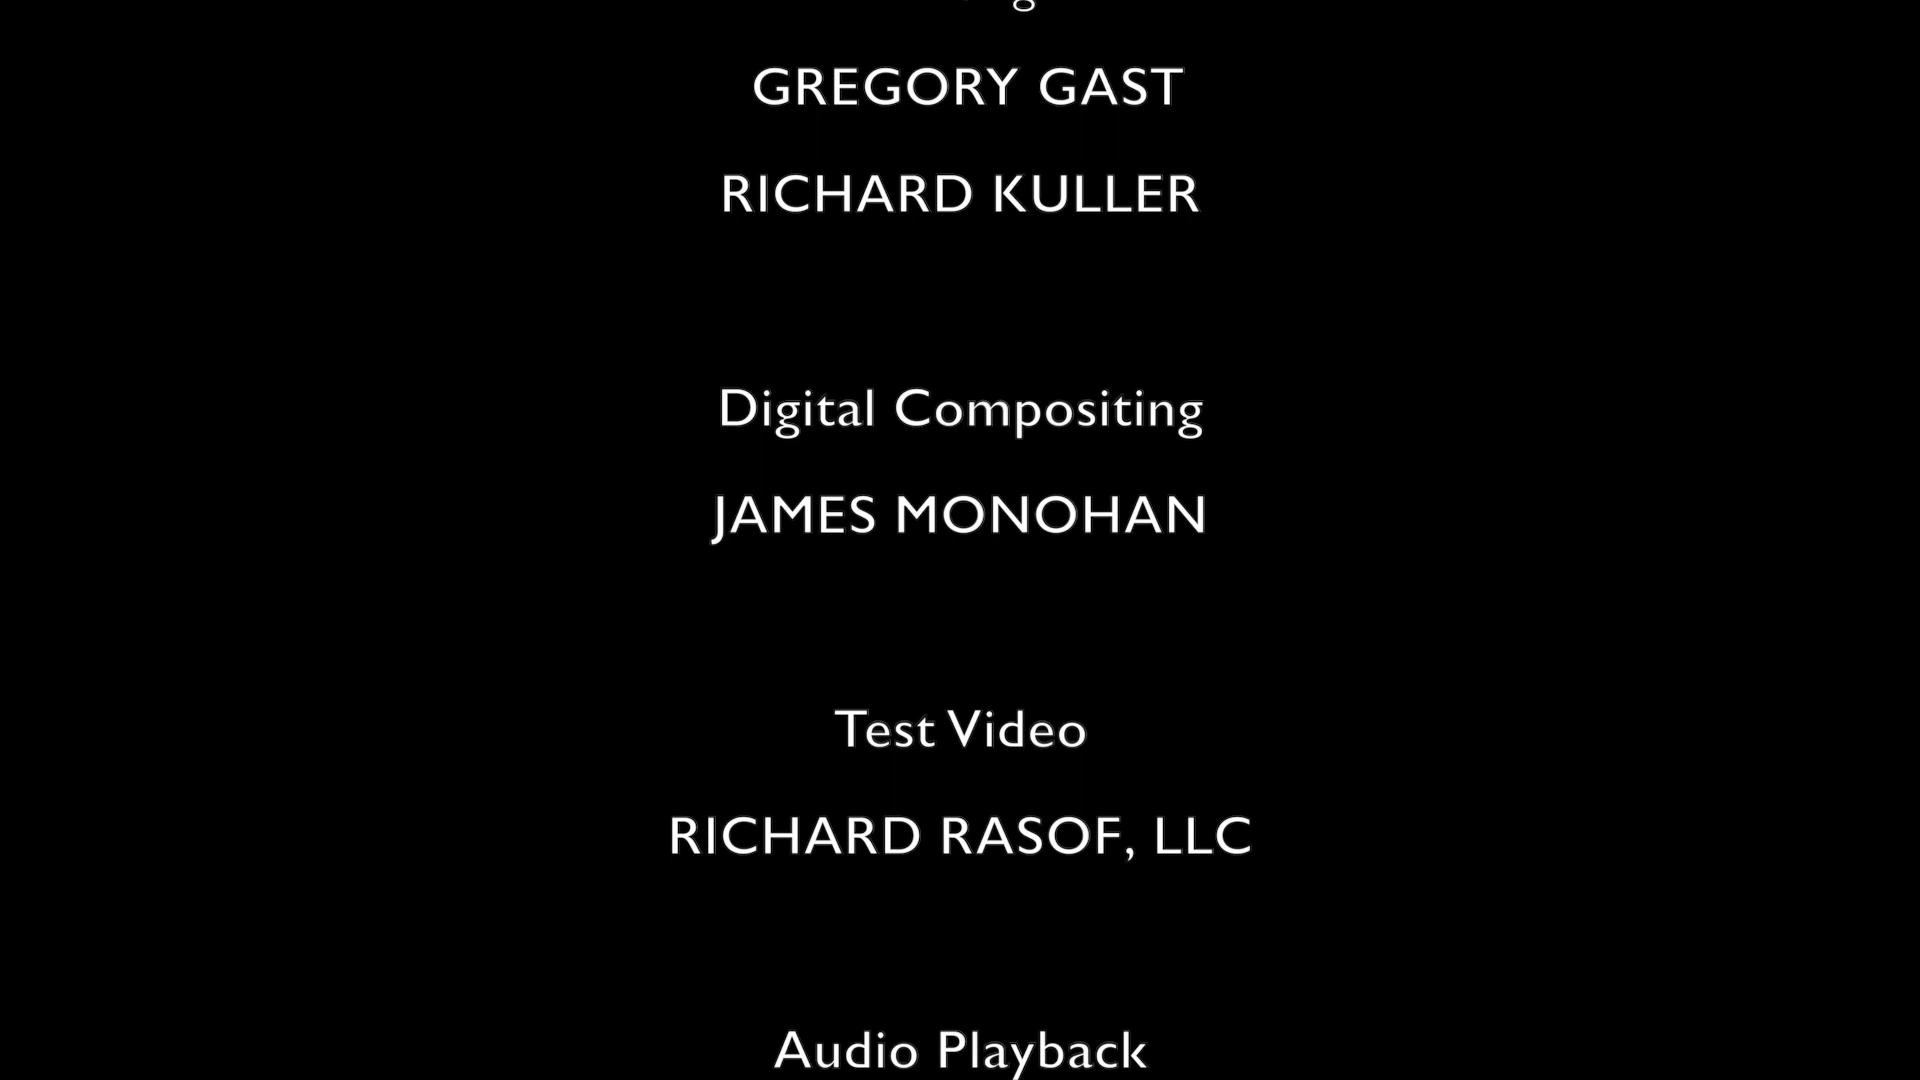 GREGORY GAST
RICHARD KULLER
Digital Compositing
JAMES MONOHAN
Test Video
RICHARD RASOF, LLC
Audio Playback